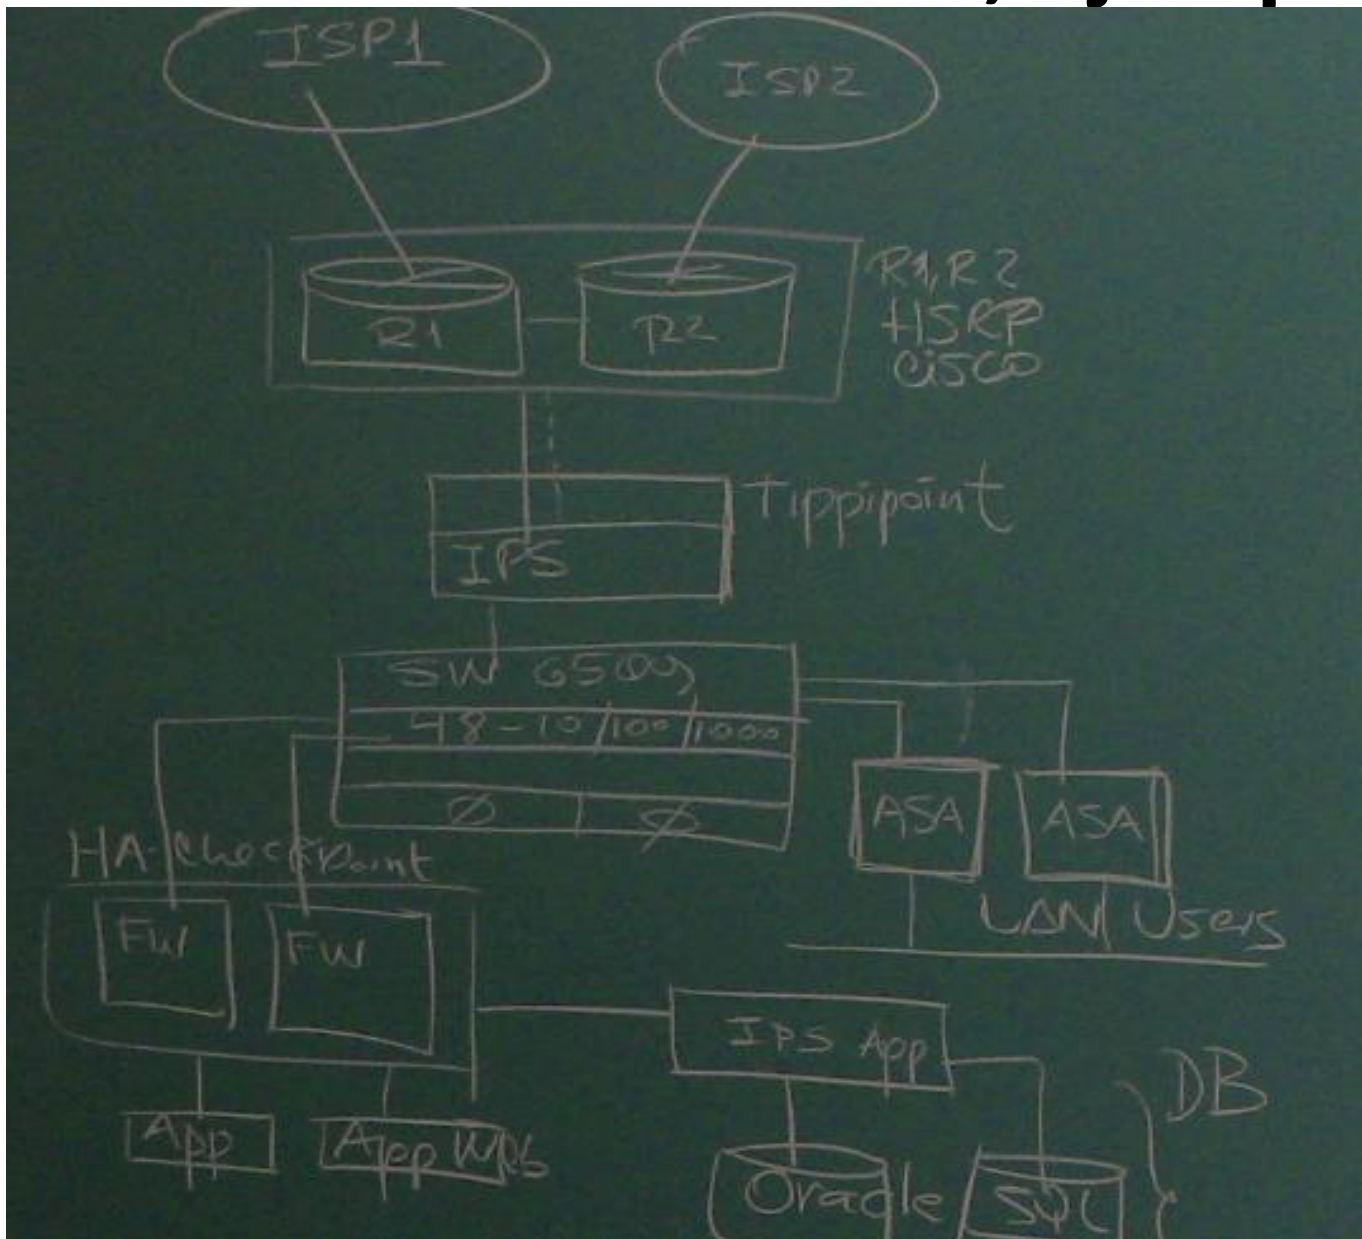 ISP1
ISP2
R1
R2
R1, R2
HSRP
CISCO
Tippipoint
IPS
SW 6509
48-10/100/1000
Ø
Ø
ASA
ASA
HA-CheckPoint
FW
FW
LAN Users
IPS App
DB
App
App Web
Oracle
SQL